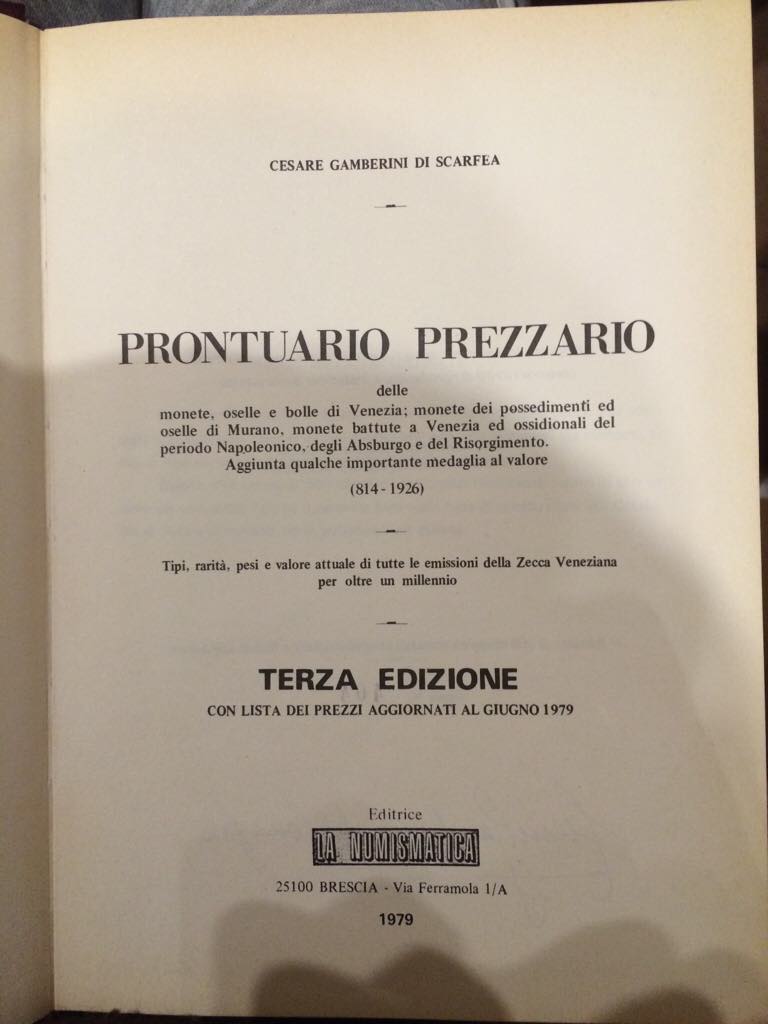 CESARE GAMBERINI DI SCARFEA
PRONTUARIO PREZZARIO
delle
monete, oselle e bolle di Venezia; monete dei possedimenti ed
oselle di Murano, monete battute a Venezia ed ossidionali del
periodo Napoleonico, degli Absburgo e del Risorgimento.
Aggiunta qualche importante medaglia al valore
(814 - 1926)
Tipi, rarità, pesi e valore attuale di tutte le emissioni della Zecca Veneziana
per oltre un millennio
TERZA EDIZIONE
CON LISTA DEI PREZZI AGGIORNATI AL GIUGNO 1979
Editrice
LA NUMISMATICA
25100 BRESCIA - Via Ferramola 1/A
1979